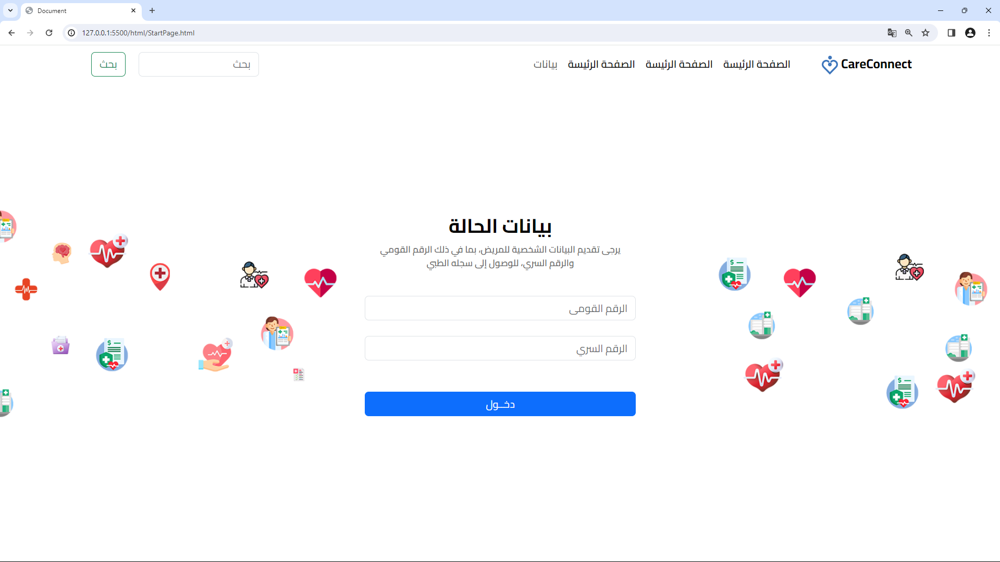 Document
127.0.0.1:5500/html/StartPage.html
CareConnect
الصفحة الرئيسة
الصفحة الرئيسة
الصفحة الرئيسة
بيانات
بحث
بحث
بيانات الحالة
يرجى تقديم البيانات الشخصية للمريض، بما في ذلك الرقم القومي
والرقم السري، للوصول إلى سجله الطبي
الرقم القومى
الرقم السري
دخــول